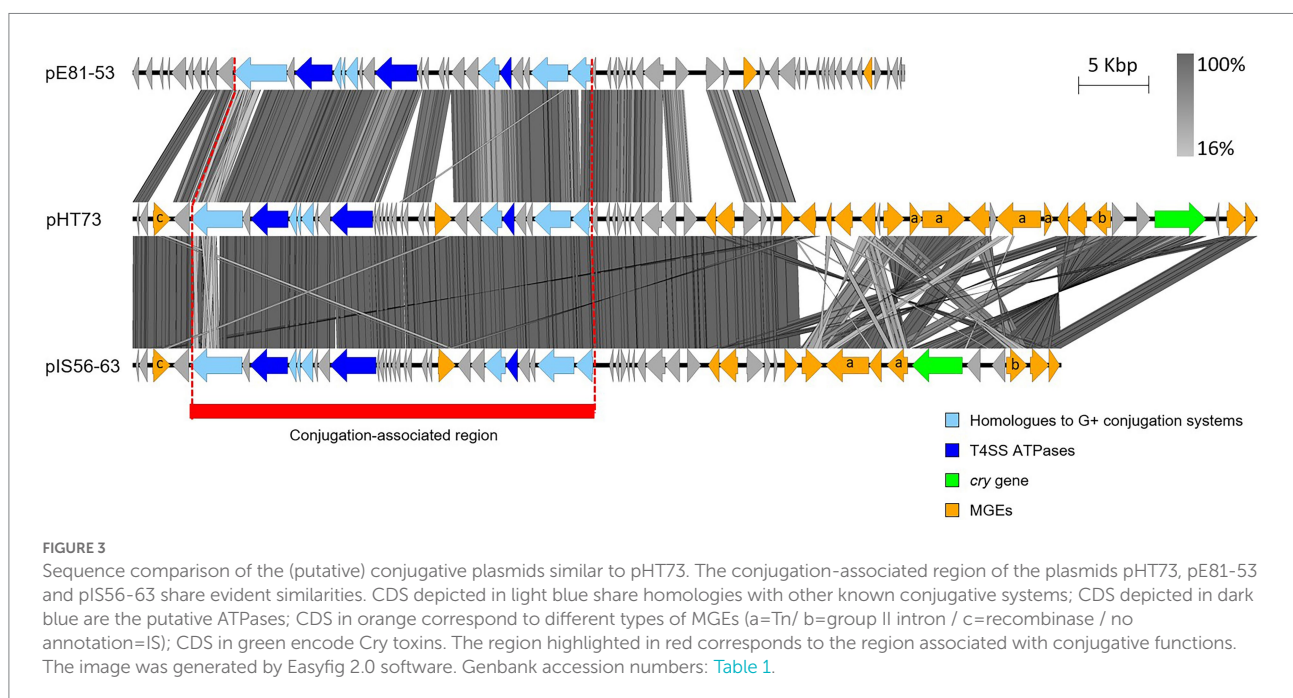 pE81-53
5 Kbp
100%
16%
pHT73
c
a
a
a
a
b
pIS56-63
c
a
a
b
Conjugation-associated region
Homologues to G+ conjugation systems
T4SS ATPases
cry gene
MGEs
FIGURE 3
Sequence comparison of the (putative) conjugative plasmids similar to pHT73. The conjugation-associated region of the plasmids pHT73, pE81-53
and pIS56-63 share evident similarities. CDS depicted in light blue share homologies with other known conjugative systems; CDS depicted in dark
blue are the putative ATPases; CDS in orange correspond to different types of MGEs (a=Tn/ b=group II intron / c=recombinase / no
annotation=IS); CDS in green encode Cry toxins. The region highlighted in red corresponds to the region associated with conjugative functions.
The image was generated by Easyfig 2.0 software. Genbank accession numbers: Table 1.